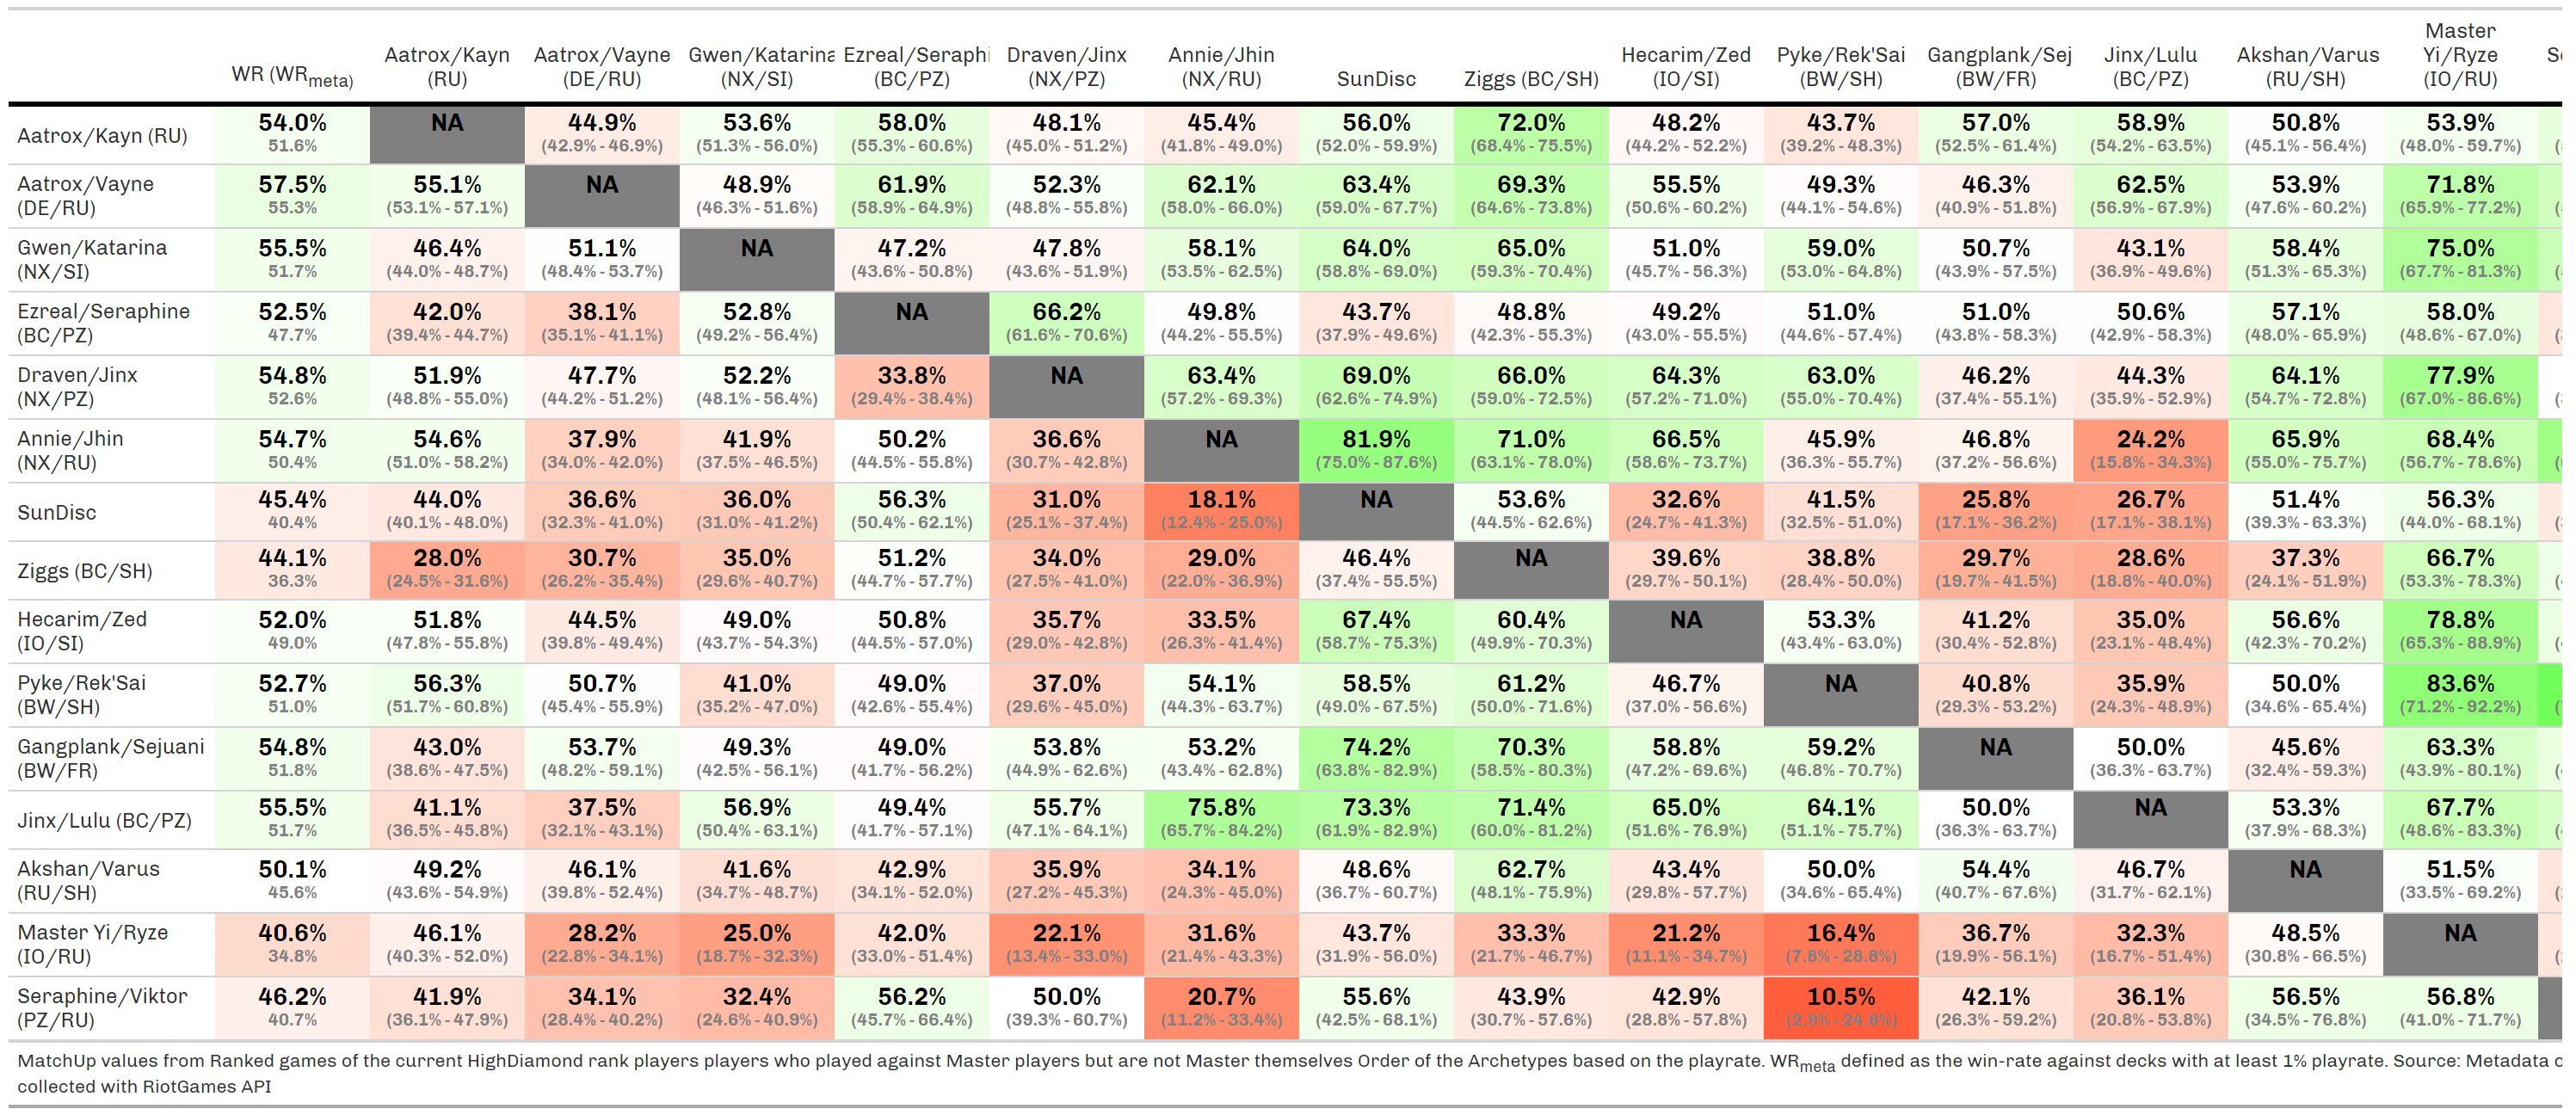 WR (WRmeta) Aatrox/Kayn (RU) Aatrox/Vayne (DE/RU) Gwen/Katarina (NX/SI) Ezreal/Seraphi (BC/PZ) Draven/Jinx (NX/PZ) Annie/Jhin (NX/RU) SunDisc Ziggs (BC/SH) Hecarim/Zed (IO/SI) Pyke/Rek'Sai (BW/SH) Gangplank/Sej (BW/FR) Jinx/Lulu (BC/PZ) Akshan/Varus (RU/SH) Master Yi/Ryze (IO/RU)
Aatrox/Kayn (RU) 54.0% NA 44.9% 53.6% 58.0% 48.1% 45.4% 56.0% 72.0% 48.2% 43.7% 57.0% 58.9% 50.8% 53.9%
51.6% (42.9% - 46.9%) (51.3% - 56.0%) (55.3% - 60.6%) (45.0% - 51.2%) (41.8% - 49.0%) (52.0% - 59.9%) (68.4% - 75.5%) (44.2% - 52.2%) (39.2% - 48.3%) (52.5% - 61.4%) (54.2% - 63.5%) (45.1% - 56.4%) (48.0% - 59.7%)
Aatrox/Vayne 57.5% 55.1% NA 48.9% 61.9% 52.3% 62.1% 63.4% 69.3% 55.5% 49.3% 46.3% 62.5% 53.9% 71.8%
(DE/RU) 55.3% (53.1% - 57.1%) (46.3% - 51.6%) (58.9% - 64.9%) (48.8% - 55.8%) (58.0% - 66.0%) (59.0% - 67.7%) (64.6% - 73.8%) (50.6% - 60.2%) (44.1% - 54.6%) (40.9% - 51.8%) (56.9% - 67.9%) (47.6% - 60.2%) (65.9% - 77.2%)
Gwen/Katarina 55.5% 46.4% 51.1% NA 47.2% 47.8% 58.1% 64.0% 65.0% 51.0% 59.0% 50.7% 43.1% 58.4% 75.0%
(NX/SI) 51.7% (44.0% - 48.7%) (48.4% - 53.7%) (43.6% - 50.8%) (43.6% - 51.9%) (53.5% - 62.5%) (58.8% - 69.0%) (59.3% - 70.4%) (45.7% - 56.3%) (53.0% - 64.8%) (43.9% - 57.5%) (36.9% - 49.6%) (51.3% - 65.3%) (67.7% - 81.3%)
Ezreal/Seraphine 52.5% 42.0% 38.1% 52.8% NA 66.2% 49.8% 43.7% 48.8% 49.2% 51.0% 51.0% 50.6% 57.1% 58.0%
(BC/PZ) 47.7% (39.4% - 44.7%) (35.1% - 41.1%) (49.2% - 56.4%) (61.6% - 70.6%) (44.2% - 55.5%) (37.9% - 49.6%) (42.3% - 55.3%) (43.0% - 55.5%) (44.6% - 57.4%) (43.8% - 58.3%) (42.9% - 58.3%) (48.0% - 65.9%) (48.6% - 67.0%)
Draven/Jinx 54.8% 51.9% 47.7% 52.2% 33.8% NA 63.4% 69.0% 66.0% 64.3% 63.0% 46.2% 44.3% 64.1% 77.9%
(NX/PZ) 52.6% (48.8% - 55.0%) (44.2% - 51.2%) (48.1% - 56.4%) (29.4% - 38.4%) (57.2% - 69.3%) (62.6% - 74.9%) (59.0% - 72.5%) (57.2% - 71.0%) (55.0% - 70.4%) (37.4% - 55.1%) (35.9% - 52.9%) (54.7% - 72.8%) (67.0% - 86.6%)
Annie/Jhin 54.7% 54.6% 37.9% 41.9% 50.2% 36.6% NA 81.9% 71.0% 66.5% 45.9% 46.8% 24.2% 65.9% 68.4%
(NX/RU) 50.4% (51.0% - 58.2%) (34.0% - 42.0%) (37.5% - 46.5%) (44.5% - 55.8%) (30.7% - 42.8%) (75.0% - 87.6%) (63.1% - 78.0%) (58.6% - 73.7%) (36.3% - 55.7%) (37.2% - 56.6%) (15.8% - 34.3%) (55.0% - 75.7%) (56.7% - 78.6%)
SunDisc 45.4% 44.0% 36.6% 36.0% 56.3% 31.0% 18.1% NA 53.6% 32.6% 41.5% 25.8% 26.7% 51.4% 56.3%
40.4% (40.1% - 48.0%) (32.3% - 41.0%) (31.0% - 41.2%) (50.4% - 62.1%) (25.1% - 37.4%) (12.4% - 25.0%) (44.5% - 62.6%) (24.7% - 41.3%) (32.5% - 51.0%) (17.1% - 36.2%) (17.1% - 38.1%) (39.3% - 63.3%) (44.0% - 68.1%)
Ziggs (BC/SH) 44.1% 28.0% 30.7% 35.0% 51.2% 34.0% 29.0% 46.4% NA 39.6% 38.8% 29.7% 28.6% 37.3% 66.7%
36.3% (24.5% - 31.6%) (26.2% - 35.4%) (29.6% - 40.7%) (44.7% - 57.7%) (27.5% - 41.0%) (22.0% - 36.9%) (37.4% - 55.5%) (29.7% - 50.1%) (28.4% - 50.0%) (19.7% - 41.5%) (18.8% - 40.0%) (24.1% - 51.9%) (53.3% - 78.3%)
Hecarim/Zed 52.0% 51.8% 44.5% 49.0% 50.8% 35.7% 33.5% 67.4% 60.4% NA 53.3% 41.2% 35.0% 56.6% 78.8%
(IO/SI) 49.0% (47.8% - 55.8%) (39.8% - 49.4%) (43.7% - 54.3%) (44.5% - 57.0%) (29.0% - 42.8%) (26.3% - 41.4%) (58.7% - 75.3%) (49.9% - 70.3%) (43.4% - 63.0%) (30.4% - 52.8%) (23.1% - 48.4%) (42.3% - 70.2%) (65.3% - 88.9%)
Pyke/Rek'Sai 52.7% 56.3% 50.7% 41.0% 49.0% 37.0% 54.1% 58.5% 61.2% 46.7% NA 40.8% 35.9% 50.0% 83.6%
(BW/SH) 51.0% (51.7% - 60.8%) (45.4% - 55.9%) (35.2% - 47.0%) (42.6% - 55.4%) (29.6% - 45.0%) (44.3% - 63.7%) (49.0% - 67.5%) (50.0% - 71.6%) (37.0% - 56.6%) (29.3% - 53.2%) (24.3% - 48.9%) (34.6% - 65.4%) (71.2% - 92.2%)
Gangplank/Sejuani 54.8% 43.0% 53.7% 49.3% 49.0% 53.8% 53.2% 74.2% 70.3% 58.8% 59.2% NA 50.0% 45.6% 63.3%
(BW/FR) 51.8% (38.6% - 47.5%) (48.2% - 59.1%) (42.5% - 56.1%) (41.7% - 56.2%) (44.9% - 62.6%) (43.4% - 62.8%) (63.8% - 82.9%) (58.5% - 80.3%) (47.2% - 69.6%) (46.8% - 70.7%) (36.3% - 63.7%) (32.4% - 59.3%) (43.9% - 80.1%)
Jinx/Lulu (BC/PZ) 55.5% 41.1% 37.5% 56.9% 49.4% 55.7% 75.8% 73.3% 71.4% 65.0% 64.1% 50.0% NA 53.3% 67.7%
51.7% (36.5% - 45.8%) (32.1% - 43.1%) (50.4% - 63.1%) (41.7% - 57.1%) (47.1% - 64.1%) (65.7% - 84.2%) (61.9% - 82.9%) (60.0% - 81.2%) (51.6% - 76.9%) (51.1% - 75.7%) (36.3% - 63.7%) (37.9% - 68.3%) (48.6% - 83.3%)
Akshan/Varus 50.1% 49.2% 46.1% 41.6% 42.9% 35.9% 34.1% 48.6% 62.7% 43.4% 50.0% 54.4% 46.7% NA 51.5%
(RU/SH) 45.6% (43.6% - 54.9%) (39.8% - 52.4%) (34.7% - 48.7%) (34.1% - 52.0%) (27.2% - 45.3%) (24.3% - 45.0%) (36.7% - 60.7%) (48.1% - 75.9%) (29.8% - 57.7%) (34.6% - 65.4%) (40.7% - 67.6%) (31.7% - 62.1%) (33.5% - 69.2%)
Master Yi/Ryze 40.6% 46.1% 28.2% 25.0% 42.0% 22.1% 31.6% 43.7% 33.3% 21.2% 16.4% 36.7% 32.3% 48.5% NA
(IO/RU) 34.8% (40.3% - 52.0%) (22.8% - 34.1%) (18.7% - 32.3%) (33.0% - 51.4%) (13.4% - 33.0%) (21.4% - 43.3%) (31.9% - 56.0%) (21.7% - 46.7%) (11.1% - 34.7%) (7.8% - 28.8%) (19.9% - 56.1%) (16.7% - 51.4%) (30.8% - 66.5%)
Seraphine/Viktor 46.2% 41.9% 34.1% 32.4% 56.2% 50.0% 20.7% 55.6% 43.9% 42.9% 10.5% 42.1% 36.1% 56.5% 56.8%
(PZ/RU) 40.7% (36.1% - 47.9%) (28.4% - 40.2%) (24.6% - 40.9%) (45.7% - 66.4%) (39.3% - 60.7%) (11.2% - 33.4%) (42.5% - 68.1%) (30.7% - 57.6%) (28.8% - 57.8%) (2.9% - 24.8%) (26.3% - 59.2%) (20.8% - 53.8%) (34.5% - 76.8%) (41.0% - 71.7%)
MatchUp values from Ranked games of the current HighDiamond rank players players who played against Master players but are not Master themselves Order of the Archetypes based on the playrate. WRmeta defined as the win-rate against decks with at least 1% playrate. Source: Metadata
collected with RiotGames API